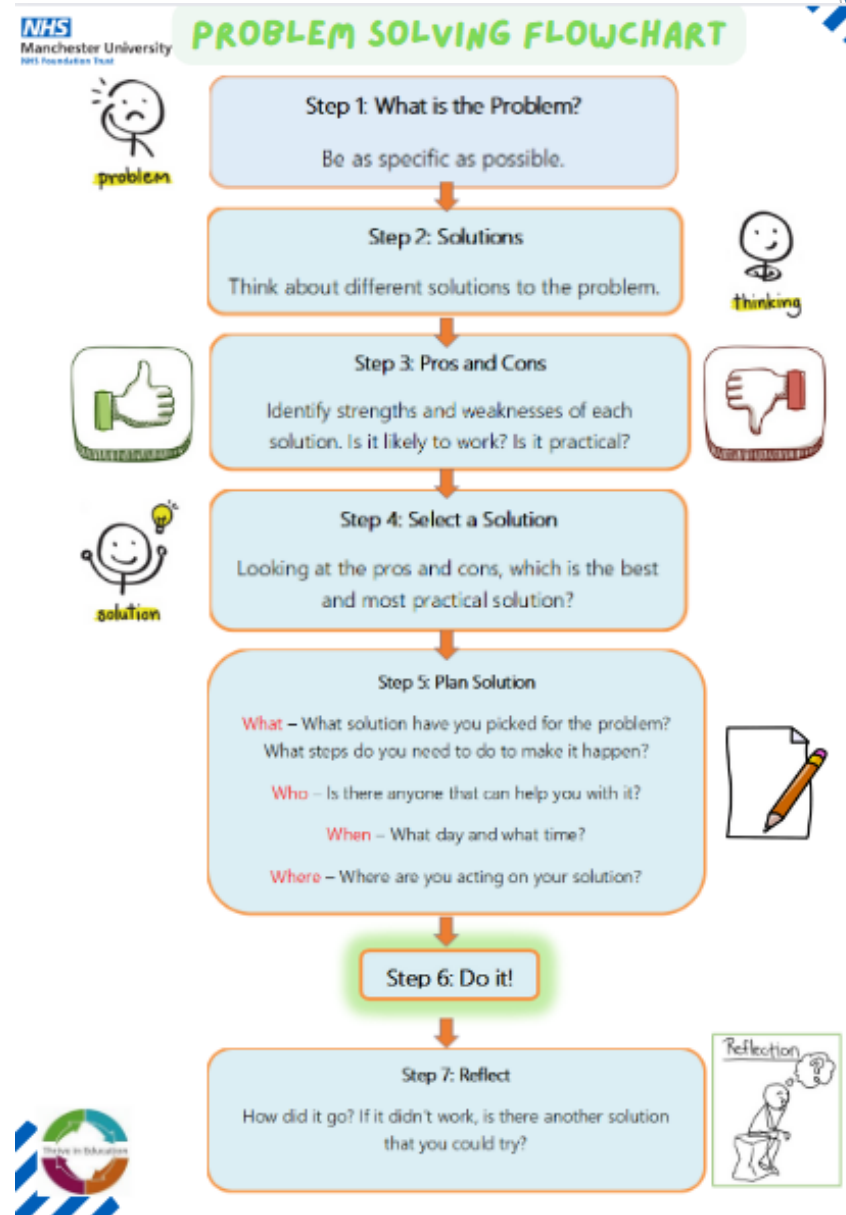 NHS
Manchester University
NHS Foundation Trust
PROBLEM SOLVING FLOWCHART
Step 1: What is the Problem?
Be as specific as possible.
problem
Step 2: Solutions
Think about different solutions to the problem.
thinking
Step 3: Pros and Cons
Identify strengths and weaknesses of each
solution. Is it likely to work? Is it practical?
Step 4: Select a Solution
Looking at the pros and cons, which is the best
and most practical solution?
solution
Step 5: Plan Solution
What – What solution have you picked for the problem?
What steps do you need to do to make it happen?
Who – Is there anyone that can help you with it?
When – What day and what time?
Where – Where are you acting on your solution?
Step 6: Do it!
Step 7: Reflect
How did it go? If it didn't work, is there another solution
that you could try?
Reflection
?
Thrive in Education